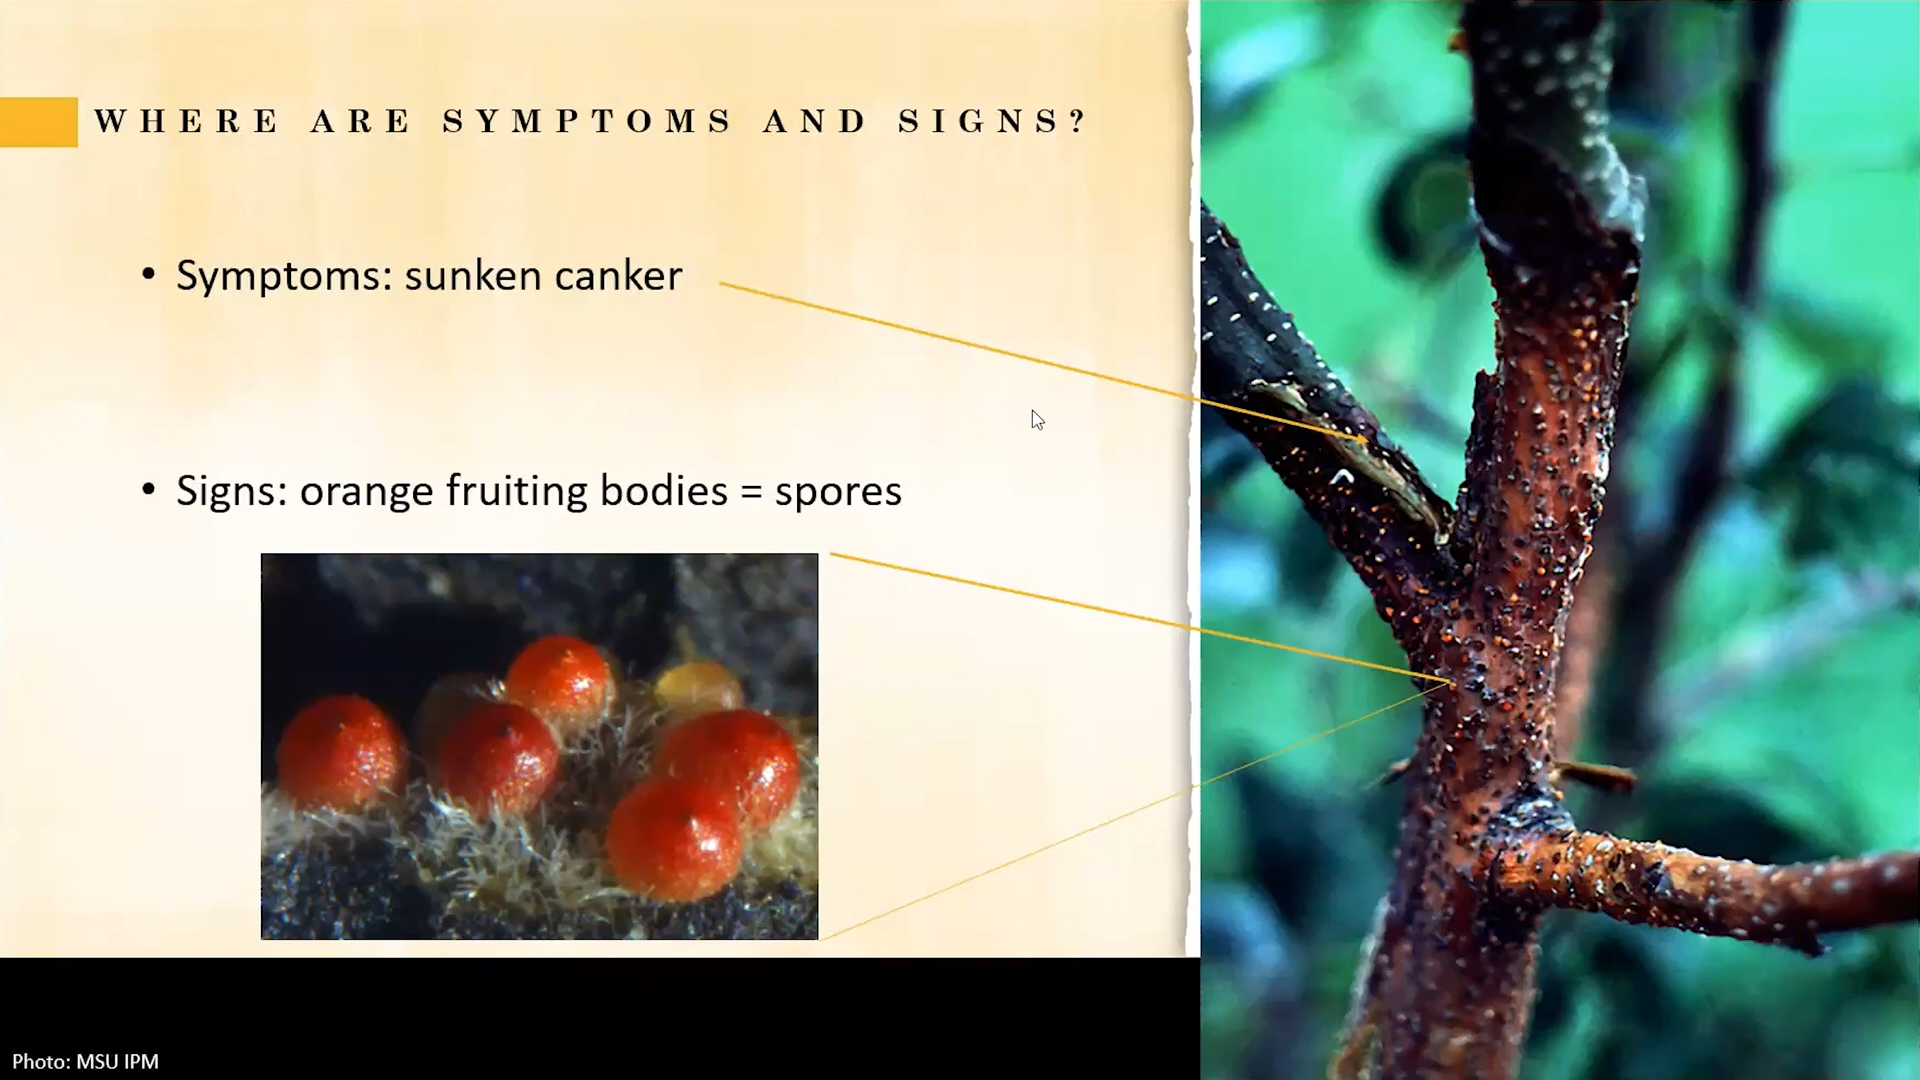 WHERE ARE SYMPTOMS AND SIGNS?
• Symptoms: sunken canker
• Signs: orange fruiting bodies = spores
Photo: MSU IPM